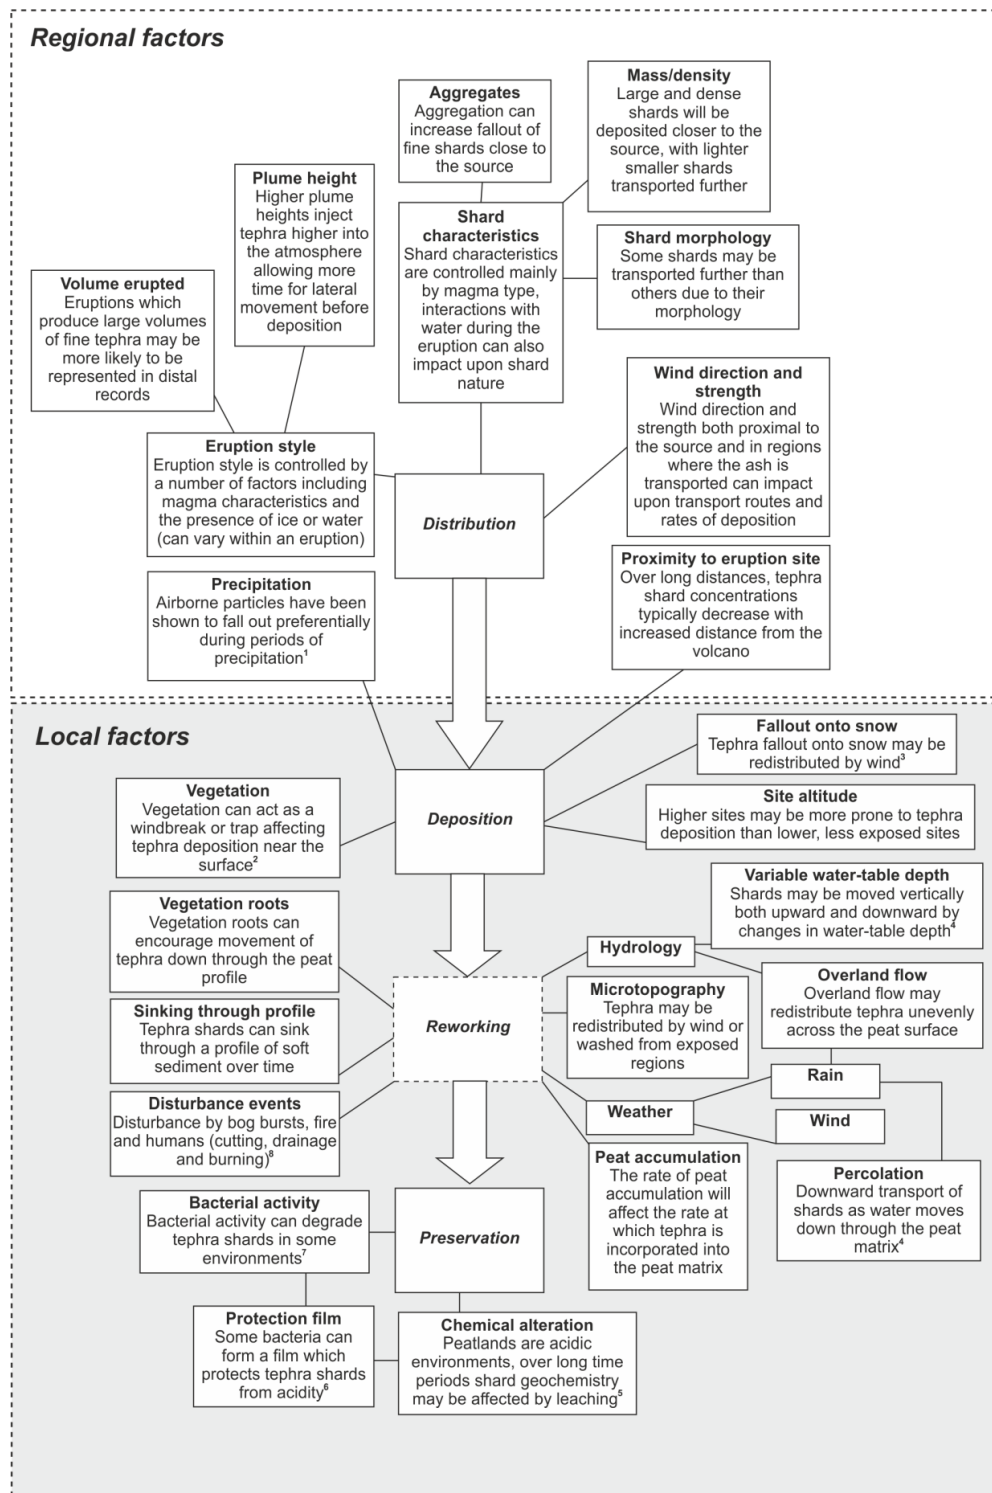 Regional factors
Aggregates
Aggregation can
increase fallout of
fine shards close to
the source
Mass/density
Large and dense
shards will be
deposited closer to the
source, with lighter
smaller shards
transported further
Plume height
Higher plume
heights inject
tephra higher into
the atmosphere
allowing more
time for lateral
movement before
deposition
Shard
characteristics
Shard characteristics
are controlled mainly
by magma type,
interactions with
water during the
eruption can also
impact upon shard
nature
Shard morphology
Some shards may be
transported further than
others due to their
morphology
Volume erupted
Eruptions which
produce large volumes
of fine tephra may be
more likely to be
represented in distal
records
Wind direction and
strength
Wind direction and
strength both proximal to
the source and in regions
where the ash is
transported can impact
upon transport routes and
rates of deposition
Eruption style
Eruption style is controlled by
a number of factors including
magma characteristics and
the presence of ice or water
(can vary within an eruption)
Distribution
Proximity to eruption site
Over long distances, tephra
shard concentrations
typically decrease with
increased distance from the
volcano
Precipitation
Airborne particles have been
shown to fall out preferentially
during periods of
precipitation¹
Local factors
Fallout onto snow
Tephra fallout onto snow may be
redistributed by wind³
Vegetation
Vegetation can act as a
windbreak or trap affecting
tephra deposition near the
surface²
Deposition
Site altitude
Higher sites may be more prone to tephra
deposition than lower, less exposed sites
Variable water-table depth
Shards may be moved vertically
both upward and downward by
changes in water-table depth⁴
Vegetation roots
Vegetation roots can
encourage movement of
tephra down through the peat
profile
Hydrology
Overland flow
Overland flow may
redistribute tephra unevenly
across the peat surface
Microtopography
Tephra may be
redistributed by wind or
washed from exposed
regions
Sinking through profile
Tephra shards can sink
through a profile of soft
sediment over time
Reworking
Rain
Disturbance events
Disturbance by bog bursts, fire
and humans (cutting, drainage
and burning)⁸
Weather
Wind
Peat accumulation
The rate of peat
accumulation will
affect the rate at
which tephra is
incorporated into
the peat matrix
Percolation
Downward transport of
shards as water moves
down through the peat
matrix⁴
Bacterial activity
Bacterial activity can degrade
tephra shards in some
environments⁷
Preservation
Protection film
Some bacteria can
form a film which
protects tephra shards
from acidity⁶
Chemical alteration
Peatlands are acidic
environments, over long time
periods shard geochemistry
may be affected by leaching⁵